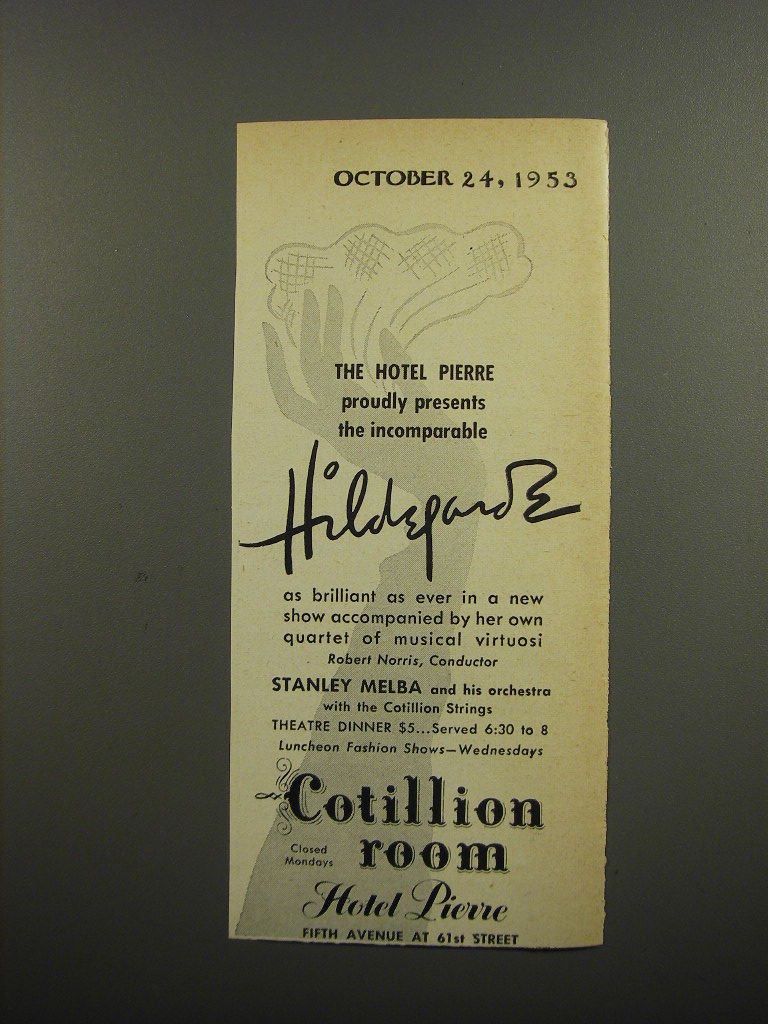 OCTOBER 24, 1953
THE HOTEL PIERRE
proudly presents
the incomparable
Hildegarde
as brilliant as ever in a new
show accompanied by her own
quartet of musical virtuosi
Robert Norris, Conductor
STANLEY MELBA and his orchestra
with the Cotillion Strings
THEATRE DINNER $5...Served 6:30 to 8
Luncheon Fashion Shows—Wednesdays
Cotillion
room
Closed
Mondays
Hotel Pierre
FIFTH AVENUE AT 61st STREET